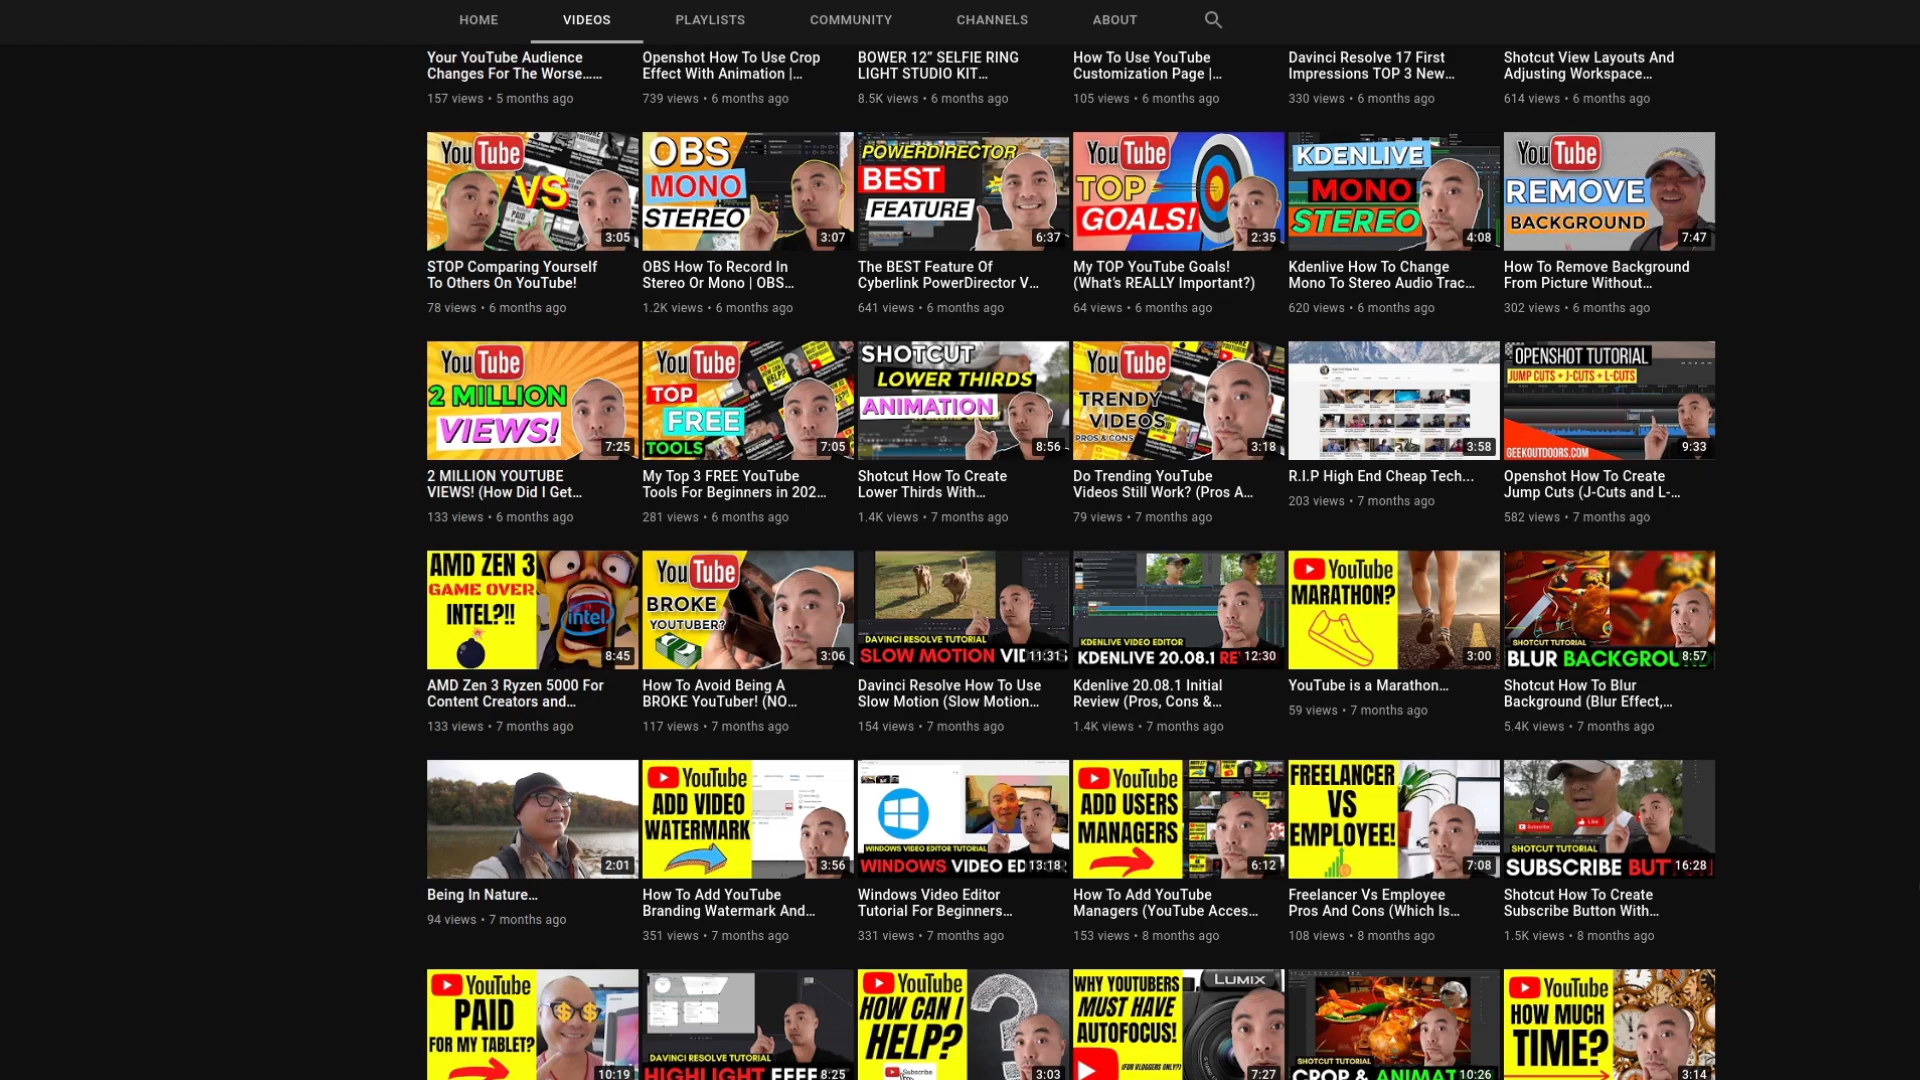 HOME VIDEOS PLAYLISTS COMMUNITY CHANNELS ABOUT
Your YouTube Audience
Changes For The Worse......
157 views • 5 months ago
Openshot How To Use Crop
Effect With Animation |...
739 views • 6 months ago
BOWER 12” SELFIE RING
LIGHT STUDIO KIT...
8.5K views • 6 months ago
How To Use YouTube
Customization Page |...
105 views • 6 months ago
Davinci Resolve 17 First
Impressions TOP 3 New...
330 views • 6 months ago
Shotcut View Layouts And
Adjusting Workspace...
614 views • 6 months ago
YouTube
VS
3:05
STOP Comparing Yourself
To Others On YouTube!
78 views • 6 months ago
OBS
MONO
STEREO
3:07
OBS How To Record In
Stereo Or Mono | OBS...
1.2K views • 6 months ago
POWERDIRECTOR
BEST
FEATURE
6:37
The BEST Feature Of
Cyberlink PowerDirector V...
641 views • 6 months ago
YouTube
TOP
GOALS!
2:35
My TOP YouTube Goals!
(What’s REALLY Important?)
64 views • 6 months ago
KDENLIVE
MONO
STEREO
4:08
Kdenlive How To Change
Mono To Stereo Audio Trac...
620 views • 6 months ago
YouTube
REMOVE
BACKGROUND
7:47
How To Remove Background
From Picture Without...
302 views • 6 months ago
YouTube
2 MILLION
VIEWS!
7:25
2 MILLION YOUTUBE
VIEWS! (How Did I Get...
133 views • 6 months ago
YouTube
TOP
FREE
TOOLS
7:05
My Top 3 FREE YouTube
Tools For Beginners in 202...
281 views • 6 months ago
SHOTCUT
LOWER THIRDS
ANIMATION
8:56
Shotcut How To Create
Lower Thirds With...
1.4K views • 7 months ago
YouTube
TRENDY
VIDEOS
PROS & CONS
3:18
Do Trending YouTube
Videos Still Work? (Pros A...
79 views • 7 months ago
3:58
R.I.P High End Cheap Tech...
203 views • 7 months ago
OPENSHOT TUTORIAL
JUMP CUTS + J-CUTS + L-CUTS
GEEKOUTDOORS.COM
9:33
Openshot How To Create
Jump Cuts (J-Cuts and L-...
582 views • 7 months ago
AMD ZEN 3
GAME OVER
INTEL?!!
intel
8:45
AMD Zen 3 Ryzen 5000 For
Content Creators and...
133 views • 7 months ago
YouTube
BROKE
YOUTUBER?
3:06
How To Avoid Being A
BROKE YouTuber! (NO...
117 views • 7 months ago
DAVINCI RESOLVE TUTORIAL
SLOW MOTION
11:31
Davinci Resolve How To Use
Slow Motion (Slow Motion...
154 views • 7 months ago
KDENLIVE VIDEO EDITOR
KDENLIVE 20.08.1 RE
12:30
Kdenlive 20.08.1 Initial
Review (Pros, Cons &...
1.4K views • 7 months ago
YouTube
MARATHON?
3:00
YouTube is a Marathon...
59 views • 7 months ago
SHOTCUT TUTORIAL
BLUR BACKGROUND
8:57
Shotcut How To Blur
Background (Blur Effect,...
5.4K views • 7 months ago
2:01
Being In Nature...
94 views • 7 months ago
YouTube
ADD VIDEO
WATERMARK
3:56
How To Add YouTube
Branding Watermark And...
351 views • 7 months ago
WINDOWS VIDEO EDITOR TUTORIAL
WINDOWS VIDEO ED
13:18
Windows Video Editor
Tutorial For Beginners...
331 views • 7 months ago
YouTube
ADD USERS
MANAGERS
6:12
How To Add YouTube
Managers (YouTube Acces...
153 views • 8 months ago
FREELANCER
VS
EMPLOYEE!
7:08
Freelancer Vs Employee
Pros And Cons (Which Is...
108 views • 8 months ago
Subscribe
Like
SHOTCUT TUTORIAL
SUBSCRIBE BUT
16:28
Shotcut How To Create
Subscribe Button With...
1.5K views • 8 months ago
YouTube
PAID
FOR MY TABLET?
10:19
DAVINCI RESOLVE TUTORIAL
HIGHLIGHT EFFE
8:25
YouTube
HOW CAN I
HELP?
Subscribe
3:03
WHY YOUTUBERS
MUST HAVE
AUTOFOCUS!
(FOR VLOGGERS ONLY?)
LUMIX
7:27
SHOTCUT TUTORIAL
CROP & ANIMAT
10:26
YouTube
HOW MUCH
TIME?
3:14